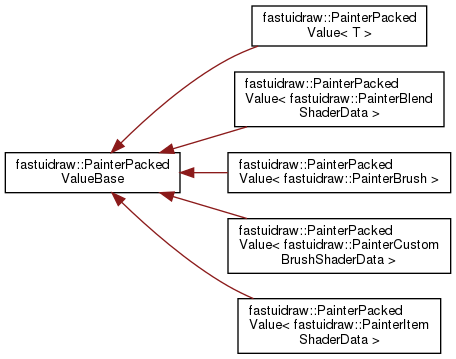 fastuidraw::PainterPacked
Value< T >
fastuidraw::PainterPacked
Value< fastuidraw::PainterBlend
ShaderData >
fastuidraw::PainterPacked
ValueBase
fastuidraw::PainterPacked
Value< fastuidraw::PainterBrush >
fastuidraw::PainterPacked
Value< fastuidraw::PainterCustom
BrushShaderData >
fastuidraw::PainterPacked
Value< fastuidraw::PainterItem
ShaderData >